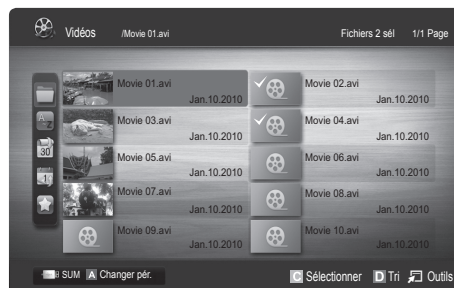 Vidéos /Movie 01.avi Fichiers 2 sél 1/1 Page
Movie 01.avi Movie 02.avi
Jan.10.2010 Jan.10.2010
Movie 03.avi Movie 04.avi
Jan.10.2010 Jan.10.2010
Movie 05.avi Movie 06.avi
Jan.10.2010 Jan.10.2010
Movie 07.avi Movie 08.avi
Jan.10.2010 Jan.10.2010
Movie 09.avi Movie 10.avi
Jan.10.2010 Jan.10.2010
SUM A Changer pér. C Sélectionner D Tri Outils